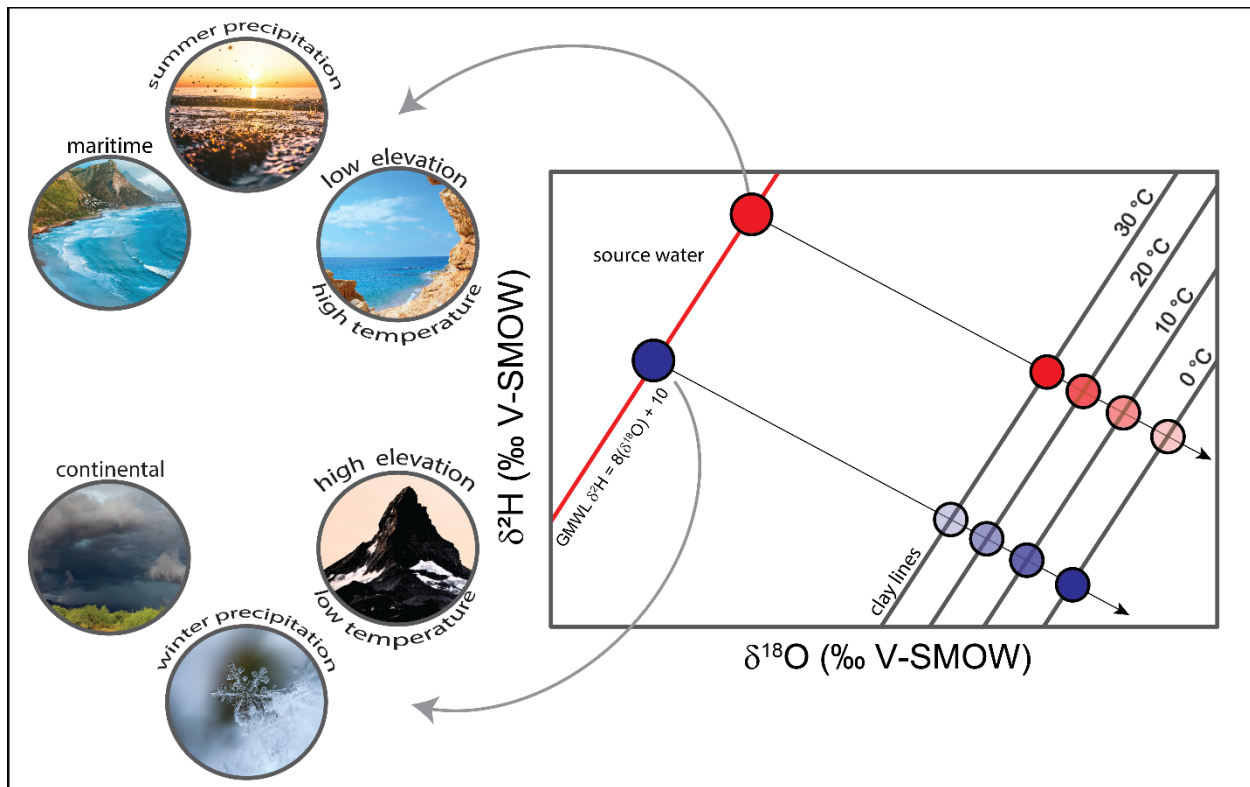 summer precipitation
maritime
low elevation
high temperature
continental
high elevation
low temperature
winter precipitation
δ²H (‰ V-SMOW)
source water
GMWL δ²H = 8(δ¹⁸O) + 10
30 °C
20 °C
10 °C
0 °C
clay lines
δ¹⁸O (‰ V-SMOW)